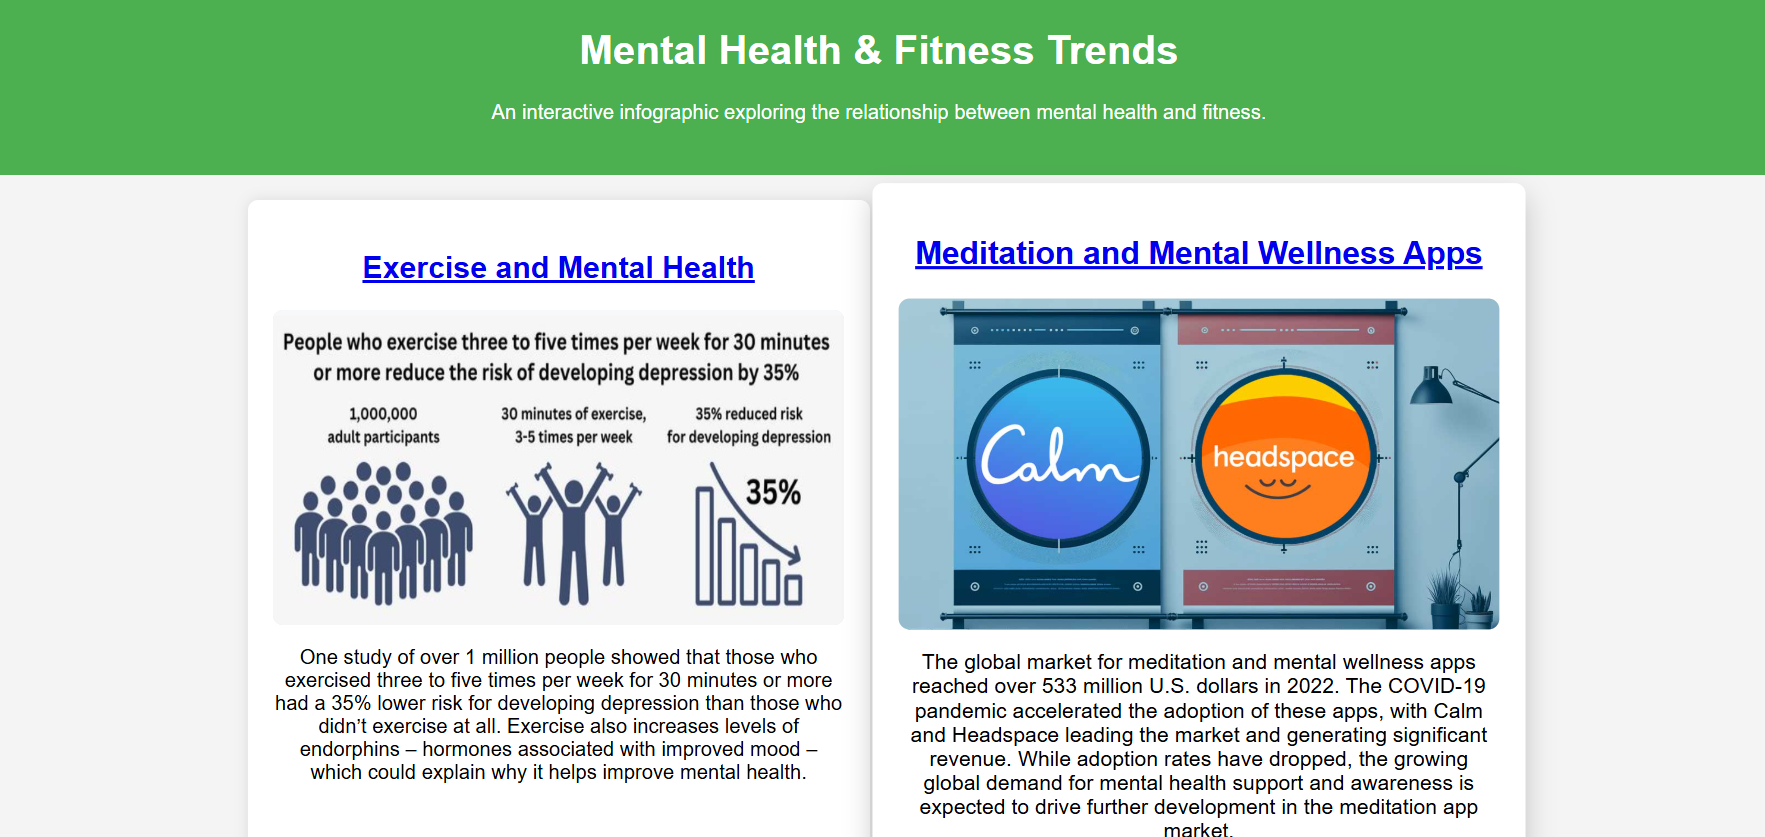 Mental Health & Fitness Trends
An interactive infographic exploring the relationship between mental health and fitness.
Exercise and Mental Health
People who exercise three to five times per week for 30 minutes
or more reduce the risk of developing depression by 35%
1,000,000
adult participants
30 minutes of exercise,
3-5 times per week
35% reduced risk
for developing depression
35%
One study of over 1 million people showed that those who
exercised three to five times per week for 30 minutes or more
had a 35% lower risk for developing depression than those who
didn’t exercise at all. Exercise also increases levels of
endorphins – hormones associated with improved mood –
which could explain why it helps improve mental health.
Meditation and Mental Wellness Apps
Calm
headspace
The global market for meditation and mental wellness apps
reached over 533 million U.S. dollars in 2022. The COVID-19
pandemic accelerated the adoption of these apps, with Calm
and Headspace leading the market and generating significant
revenue. While adoption rates have dropped, the growing
global demand for mental health support and awareness is
expected to drive further development in the meditation app
market.